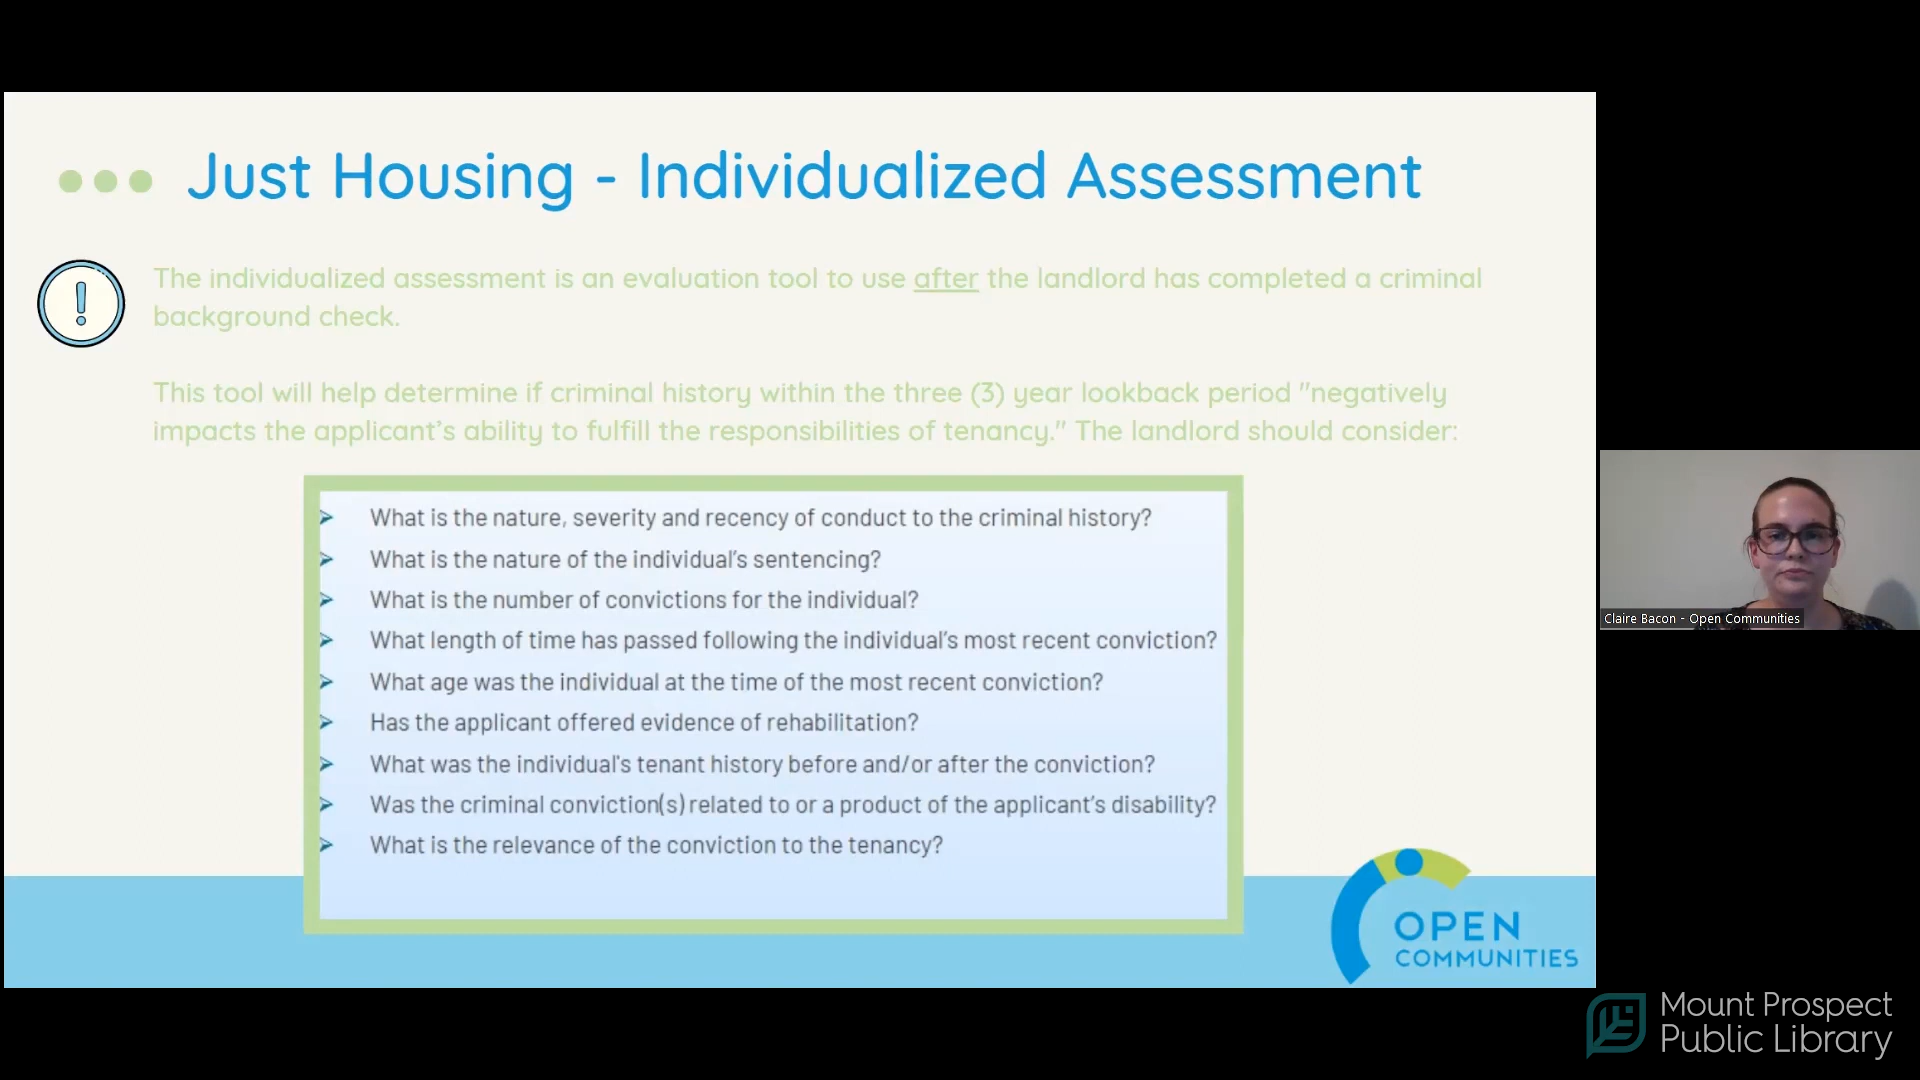 Just Housing - Individualized Assessment
The individualized assessment is an evaluation tool to use after the landlord has completed a criminal
background check.
This tool will help determine if criminal history within the three (3) year lookback period "negatively
impacts the applicant's ability to fulfill the responsibilities of tenancy." The landlord should consider:
What is the nature, severity and recency of conduct to the criminal history?
What is the nature of the individual's sentencing?
What is the number of convictions for the individual?
What length of time has passed following the individual's most recent conviction?
What age was the individual at the time of the most recent conviction?
Has the applicant offered evidence of rehabilitation?
What was the individual's tenant history before and/or after the conviction?
Was the criminal conviction(s) related to or a product of the applicant's disability?
What is the relevance of the conviction to the tenancy?
OPEN
COMMUNITIES
Claire Bacon - Open Communities
Mount Prospect
Public Library